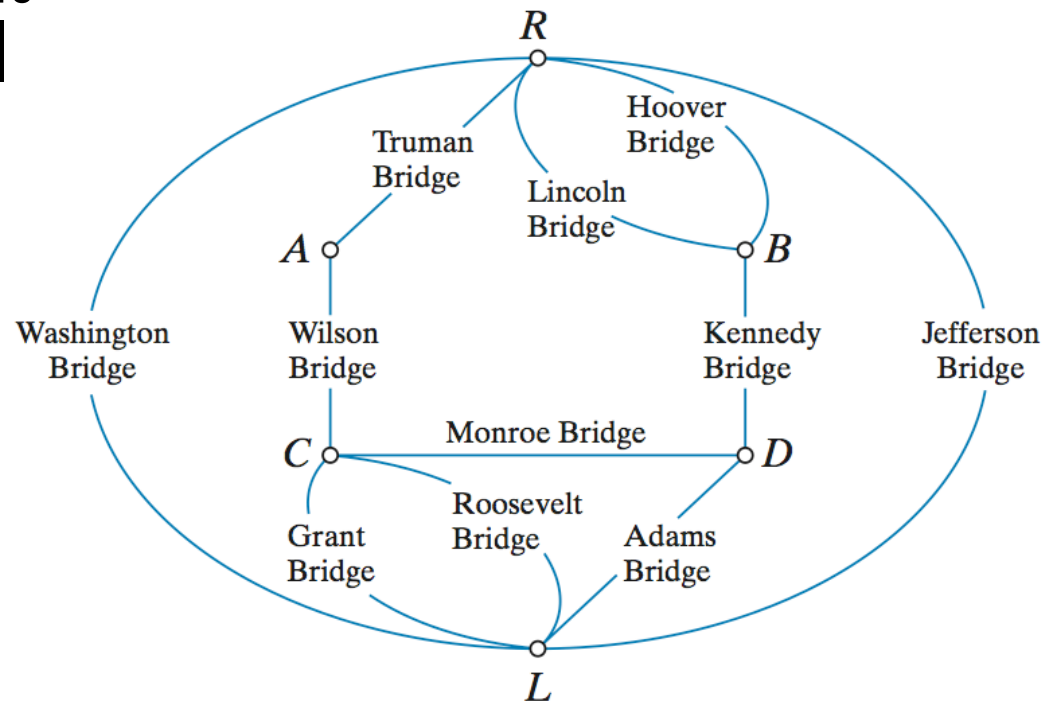 R
Hoover
Bridge
Truman
Bridge
Lincoln
Bridge
A
B
Washington
Bridge
Wilson
Bridge
Kennedy
Bridge
Jefferson
Bridge
Monroe Bridge
C
D
Roosevelt
Bridge
Grant
Bridge
Adams
Bridge
L